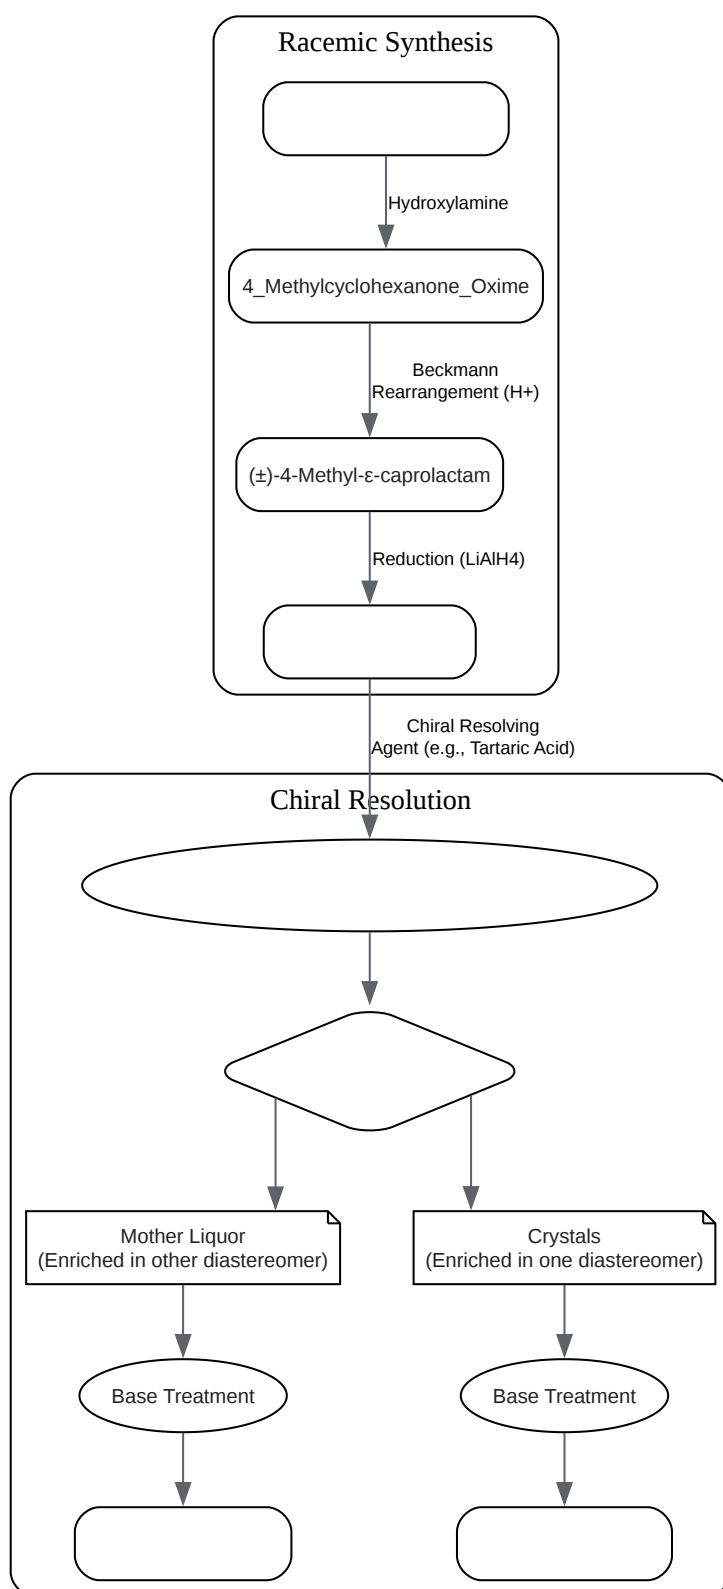 Racemic Synthesis
Hydroxylamine
4_Methylcyclohexanone_Oxime
Beckmann
Rearrangement (H+)
(±)-4-Methyl-ε-caprolactam
Reduction (LiAlH4)
Chiral Resolving
Agent (e.g., Tartaric Acid)
Chiral Resolution
Mother Liquor
(Enriched in other diastereomer)
Crystals
(Enriched in one diastereomer)
Base Treatment
Base Treatment